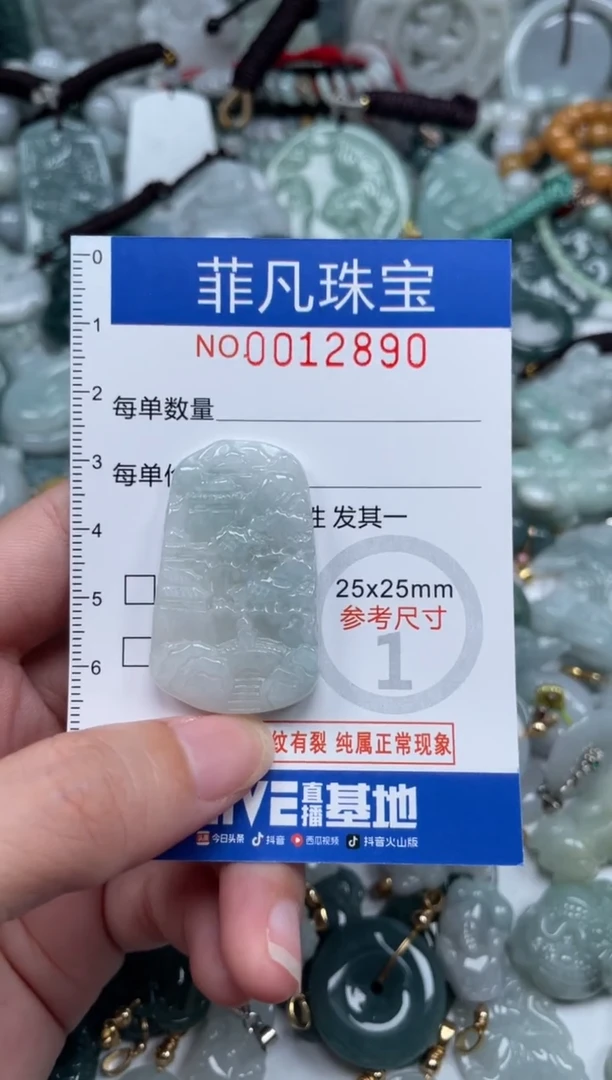 0
菲凡珠宝
1
NO.0012890
2
每单数量
3
每单
4
发其一
5
25x25mm
参考尺寸
1
6
纹有裂 纯属正常现象
直播
基地
今日头条 抖音 西瓜视频 抖音火山版